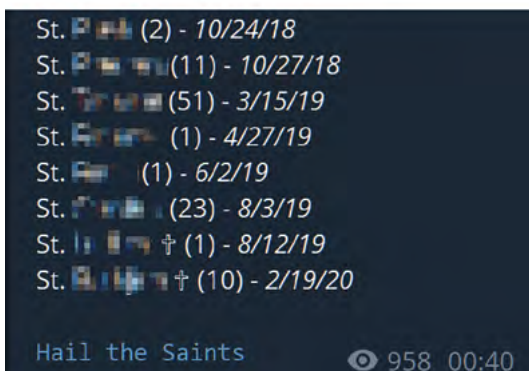 St. (2) - 10/24/18
St. (11) - 10/27/18
St. (51) - 3/15/19
St. (1) - 4/27/19
St. (1) - 6/2/19
St. (23) - 8/3/19
St. † (1) - 8/12/19
St. † (10) - 2/19/20
Hail the Saints
958 00:40